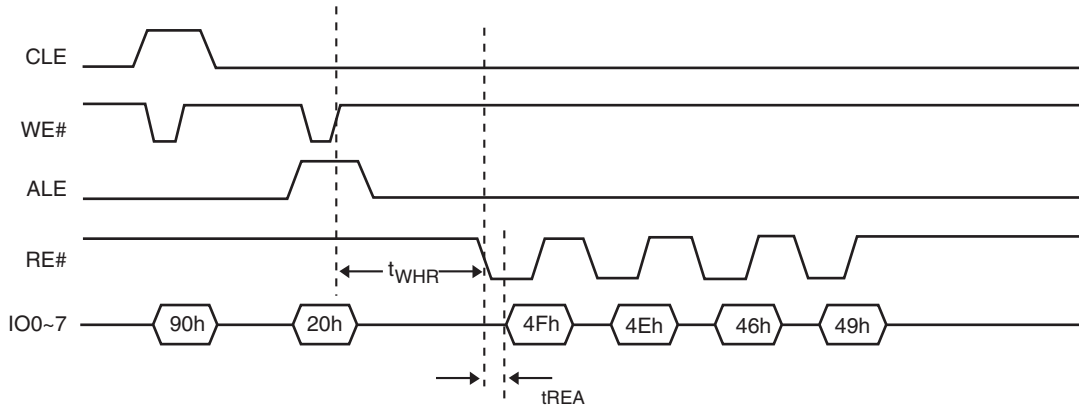 CLE
WE#
ALE
RE#
tWHR
IO0~7 90h 20h 4Fh 4Eh 46h 49h
tREA